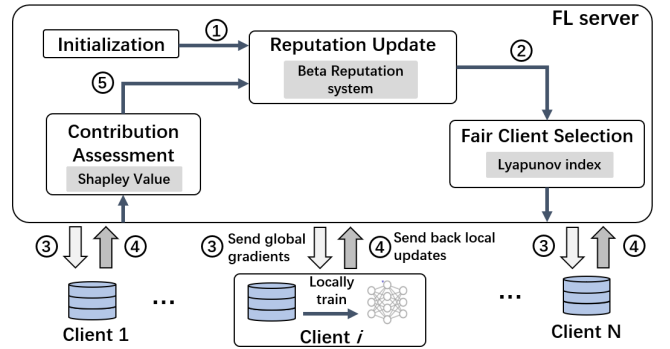 FL server
Initialization
①
Reputation Update
Beta Reputation
system
②
⑤
Contribution
Assessment
Shapley Value
Fair Client Selection
Lyapunov index
③
④
③
Send global
gradients
④
Send back local
updates
③
④
Client 1
...
Locally
train
Client i
...
Client N